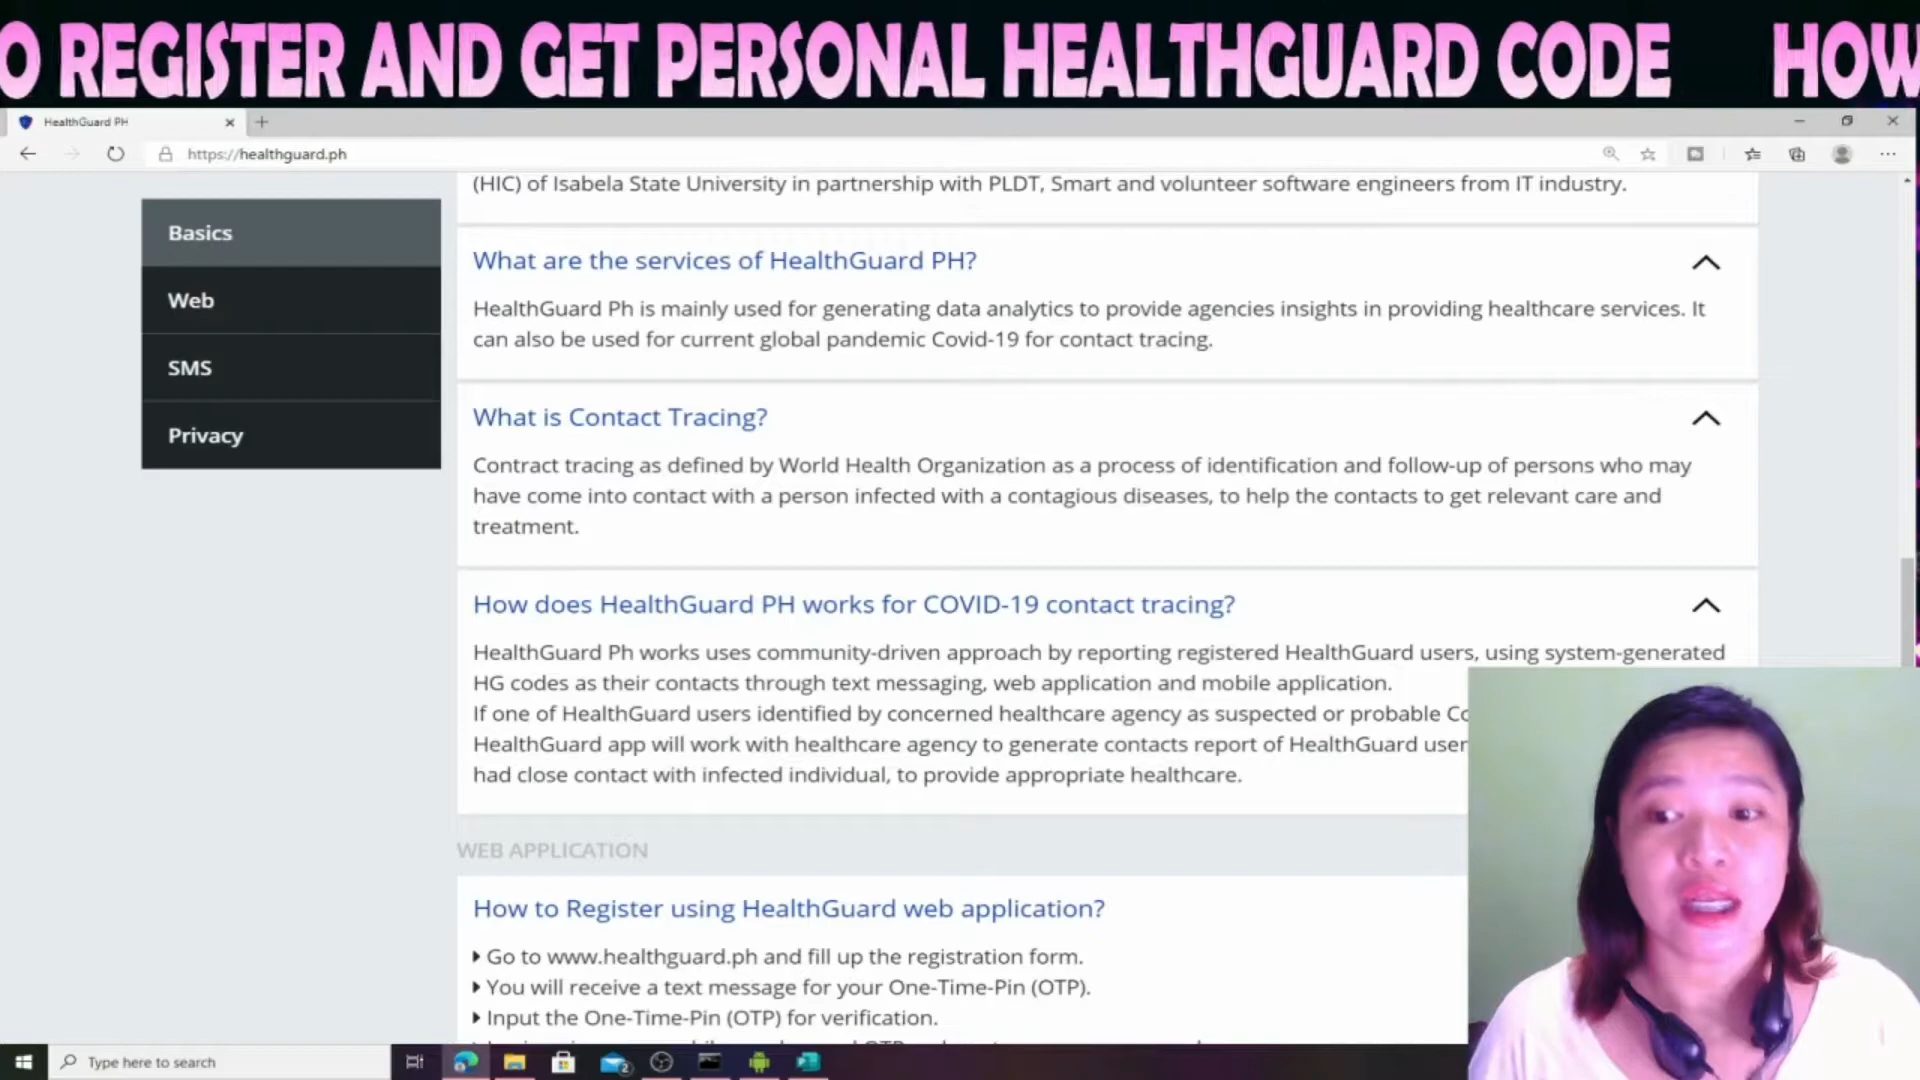 O REGISTER AND GET PERSONAL HEALTHGUARD CODE HOW
HealthGuard PH
https://healthguard.ph
(HIC) of Isabela State University in partnership with PLDT, Smart and volunteer software engineers from IT industry.
Basics
Web
SMS
Privacy
What are the services of HealthGuard PH?
HealthGuard Ph is mainly used for generating data analytics to provide agencies insights in providing healthcare services. It
can also be used for current global pandemic Covid-19 for contact tracing.
What is Contact Tracing?
Contract tracing as defined by World Health Organization as a process of identification and follow-up of persons who may
have come into contact with a person infected with a contagious diseases, to help the contacts to get relevant care and
treatment.
How does HealthGuard PH works for COVID-19 contact tracing?
HealthGuard Ph works uses community-driven approach by reporting registered HealthGuard users, using system-generated
HG codes as their contacts through text messaging, web application and mobile application.
If one of HealthGuard users identified by concerned healthcare agency as suspected or probable Co
HealthGuard app will work with healthcare agency to generate contacts report of HealthGuard user
had close contact with infected individual, to provide appropriate healthcare.
WEB APPLICATION
How to Register using HealthGuard web application?
Go to www.healthguard.ph and fill up the registration form.
You will receive a text message for your One-Time-Pin (OTP).
Input the One-Time-Pin (OTP) for verification.
Type here to search
2